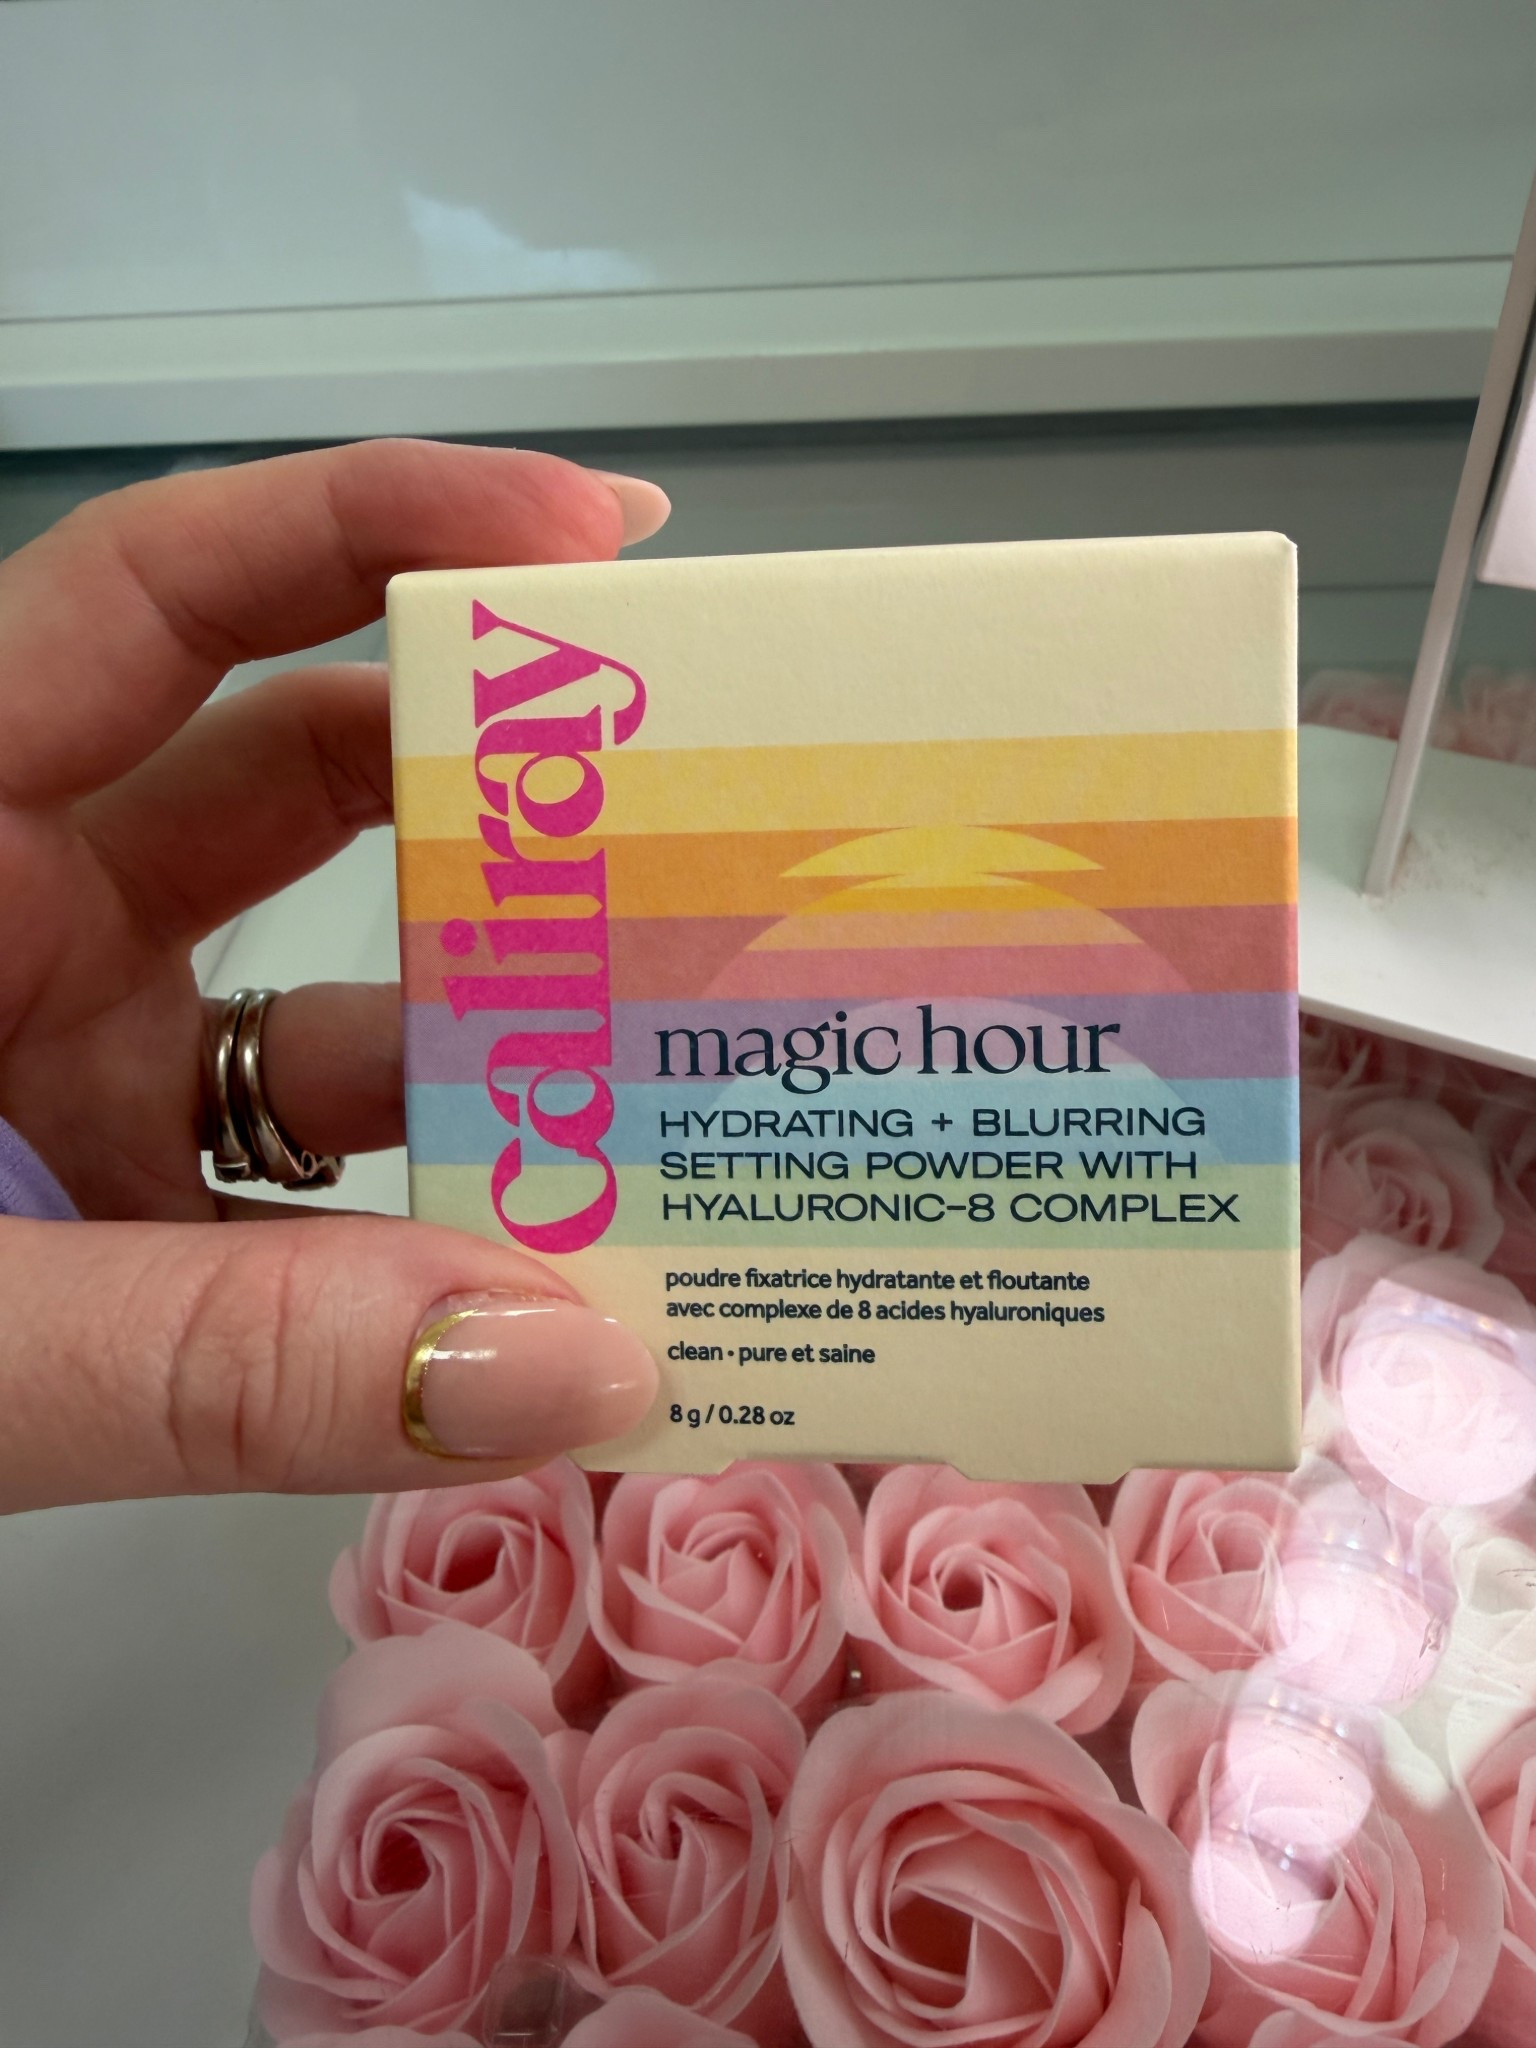 caliray
magic hour
HYDRATING + BLURRING
SETTING POWDER WITH
HYALURONIC-8 COMPLEX
poudre fixatrice hydratante et floutante
avec complexe de 8 acides hyaluroniques
clean • pure et saine
8 g / 0.28 oz